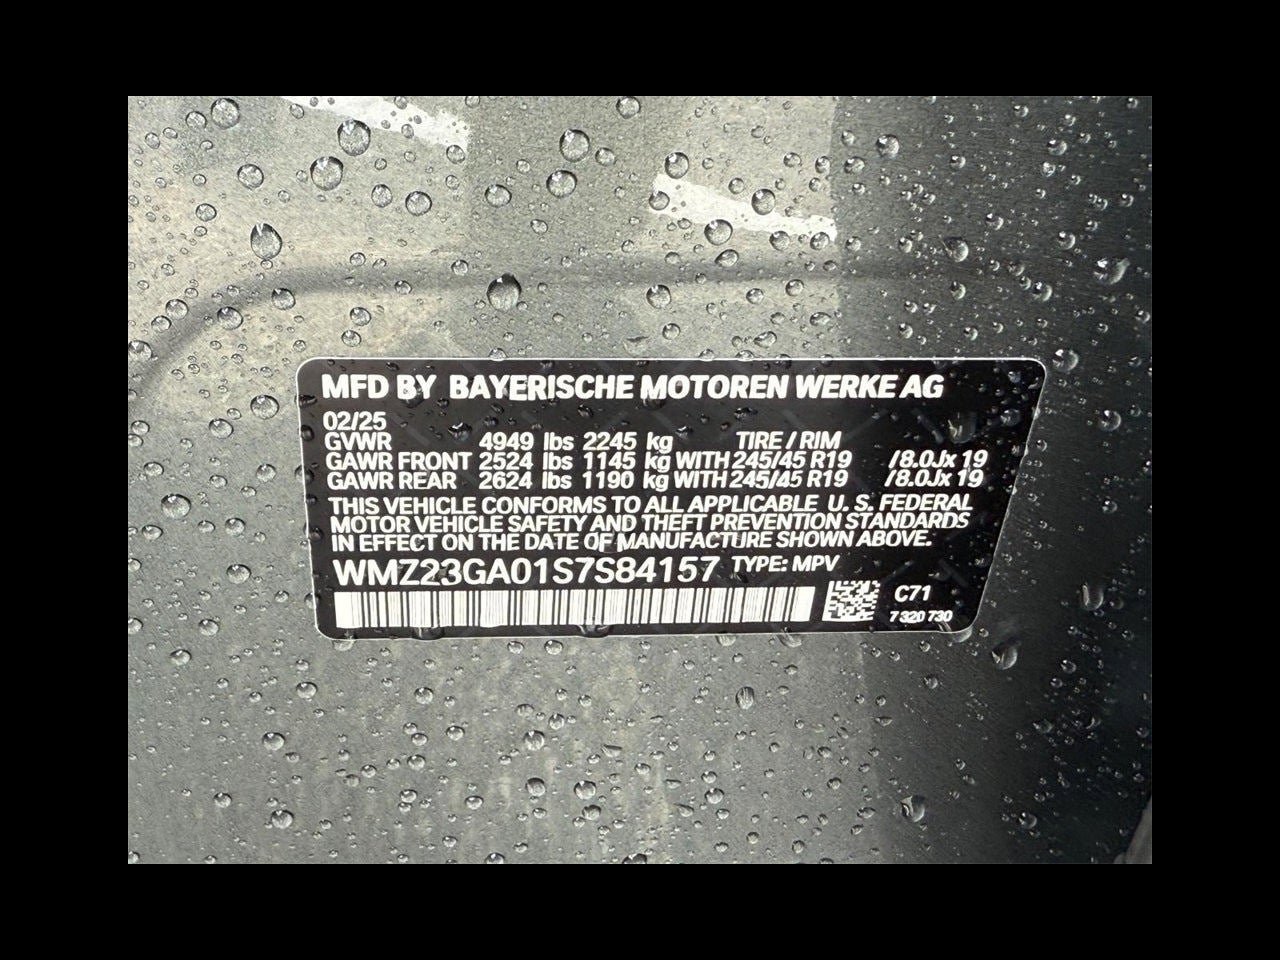 MFD BY BAYERISCHE MOTOREN WERKE AG
02/25
GVWR 4949 lbs 2245 kg TIRE / RIM
GAWR FRONT 2524 lbs 1145 kg WITH 245/45 R19 /8.0Jx 19
GAWR REAR 2624 lbs 1190 kg WITH 245/45 R19 /8.0Jx 19
THIS VEHICLE CONFORMS TO ALL APPLICABLE U. S. FEDERAL
MOTOR VEHICLE SAFETY AND THEFT PREVENTION STANDARDS
IN EFFECT ON THE DATE OF MANUFACTURE SHOWN ABOVE.
WMZ23GA01S7S84157 TYPE: MPV
C71
7 320 730